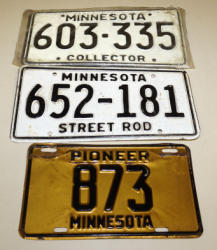 MINNESOTA
603-335
• COLLECTOR •
MINNESOTA
652-181
STREET ROD
PIONEER
873
MINNESOTA